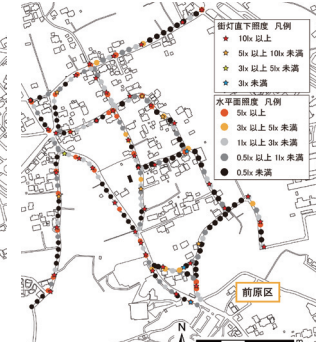 街灯直下照度 凡例
10lx 以上
5lx 以上 10lx 未満
3lx 以上 5lx 未満
3lx 未満
水平面照度 凡例
5lx 以上
3lx 以上 5lx 未満
1lx 以上 3lx 未満
0.5lx 以上 1lx 未満
0.5lx 未満
前原区
N